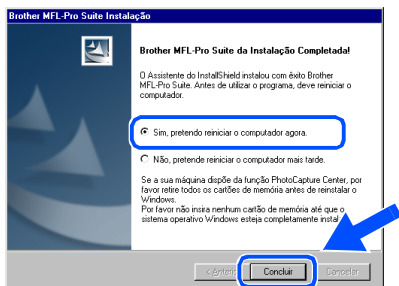 Brother MFL-Pro Suite Instalação
Brother MFL-Pro Suite da Instalação Completada!
O Assistente do InstallShield instalou com êxito Brother
MFL-Pro Suite. Antes de utilizar o programa, deve reiniciar o
computador.
Sim, pretendo reiniciar o computador agora.
Não, pretende reiniciar o computador mais tarde.
Se a sua máquina dispõe da função PhotoCapture Center, por
favor retire todos os cartões de memória antes de reinstalar o
Windows.
Por favor não insira nenhum cartão de memória até que o
sistema operativo Windows esteja completamente
Concluir
Cancelar